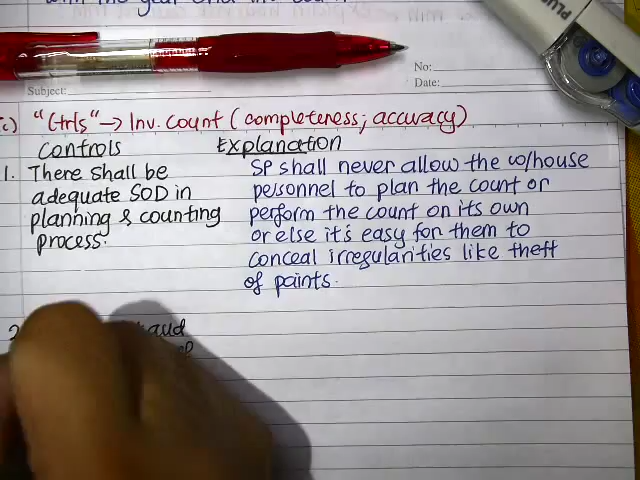 No:
Date:
Subject:
c) "Ctrls" → Inv. count (completeness; accuracy)
Controls Explanation
1. There shall be SP shall never allow the w/house
adequate SOD in personnel to plan the count or
planning & counting perform the count on its own
process. or else it's easy for them to
conceal irregularities like theft
of paints.
2